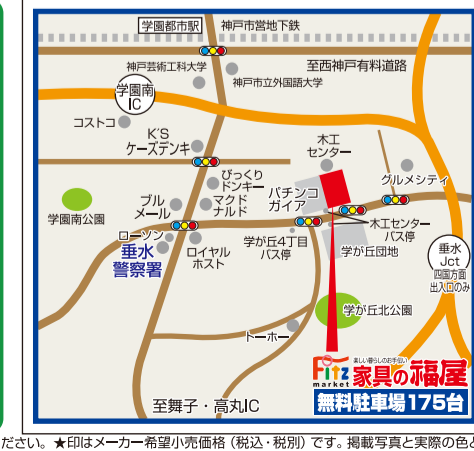 学園都市駅
神戸市営地下鉄
至西神戸有料道路
神戸芸術工科大学
神戸市立外国語大学
学園南
IC
コストコ
K'S
ケーズデンキ
木工
センター
グルメシティ
びっくり
ドンキー
パチンコ
ガイア
マクド
ナルド
ブル
メール
学園南公園
ローソン
垂水
警察署
ロイヤル
ホスト
学が丘4丁目
バス停
木工センター
バス停
学が丘団地
垂水
Jct
四国方面
出入口のみ
学が丘北公園
トーホー
至舞子・高丸IC
楽しい暮らしのお手伝い
Fitz
market
家具の福屋
無料駐車場175台
ださい。★印はメーカー希望小売価格(税込・税別)です。掲載写真と実際の色と